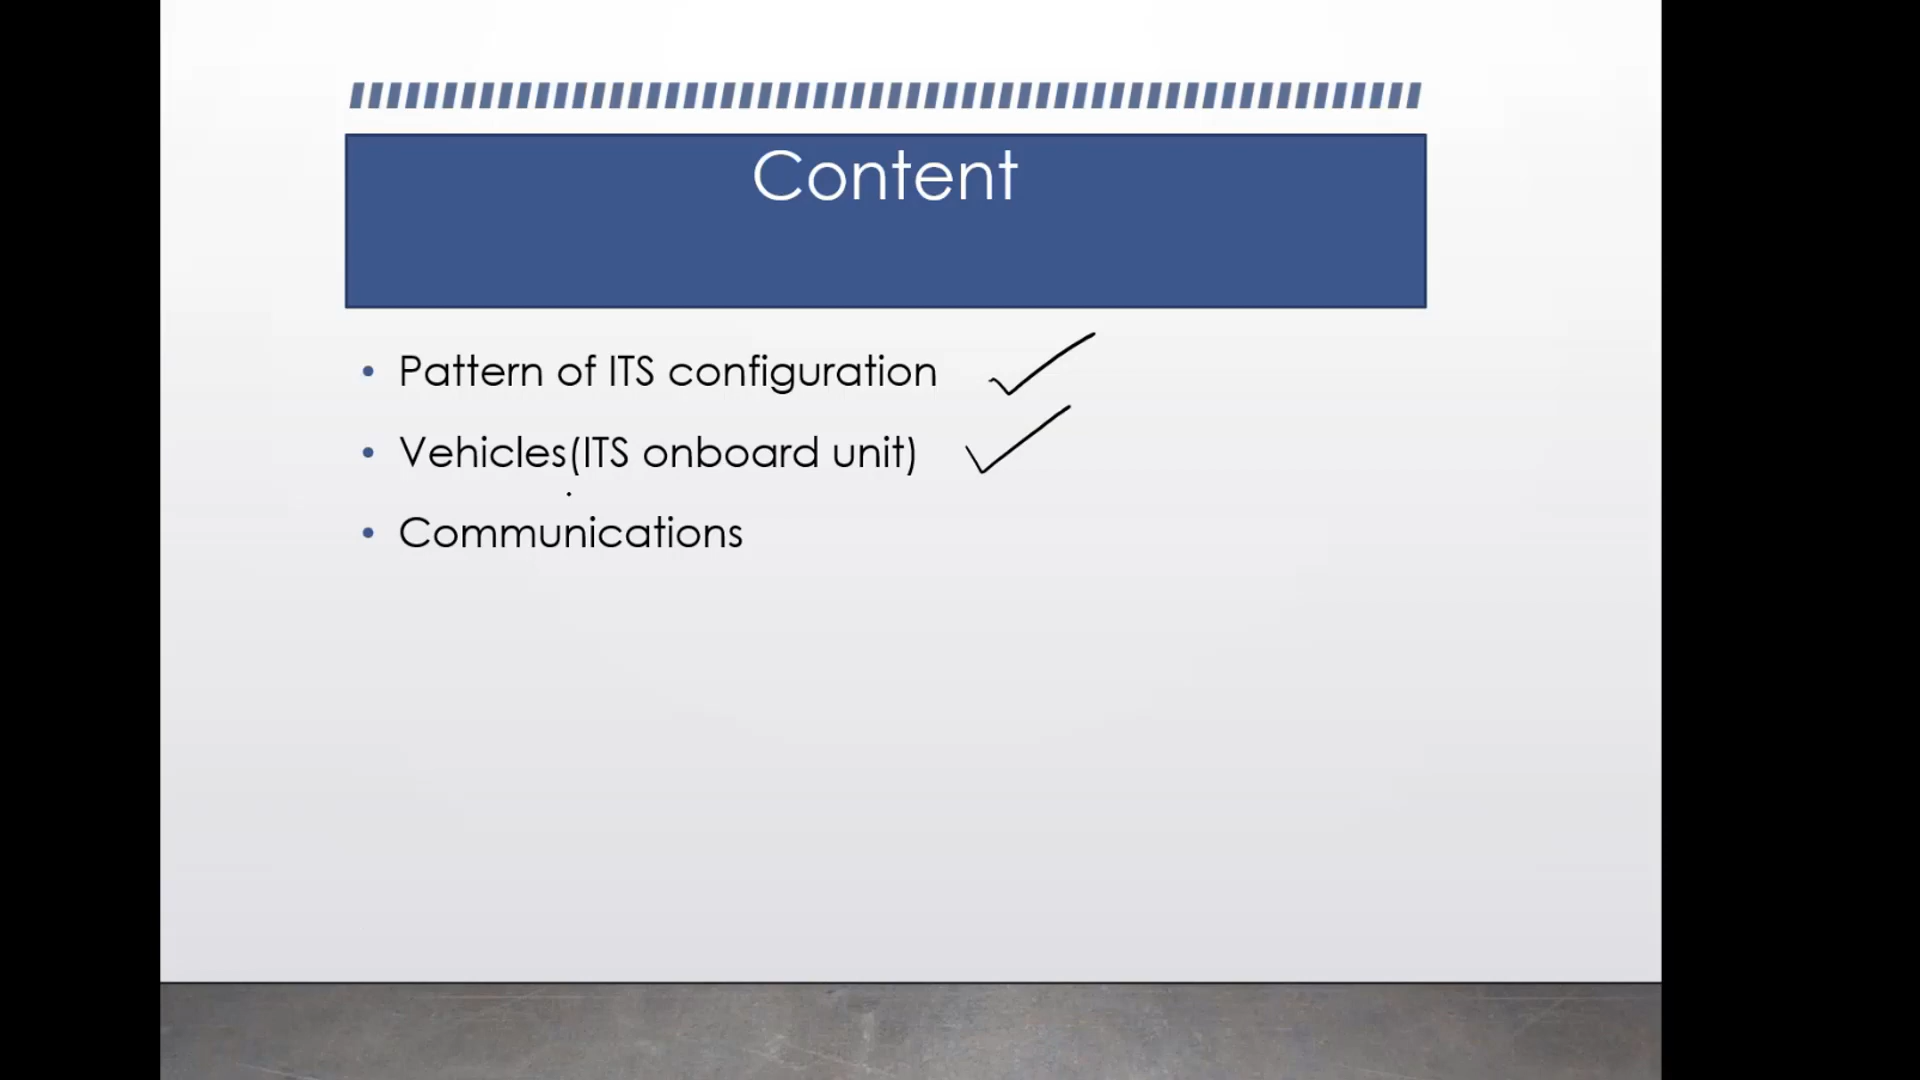 Content
• Pattern of ITS configuration
• Vehicles(ITS onboard unit)
• Communications